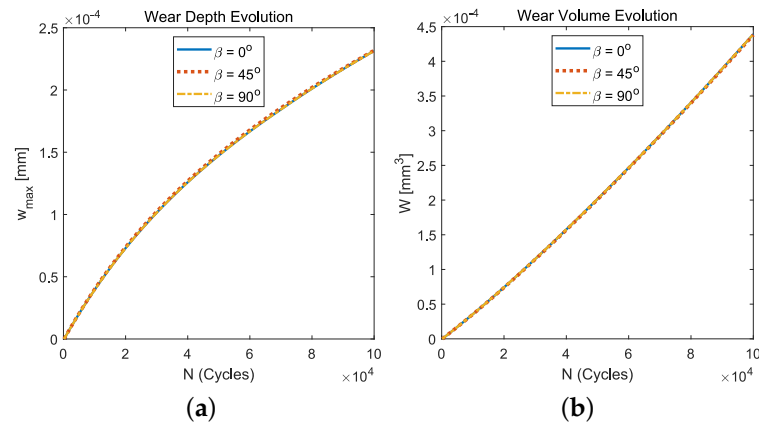 Wear Depth Evolution
×10⁻⁴
2.5
2
1.5
1
0.5
0
w_max [mm]
β = 0°
β = 45°
β = 90°
0 2 4 6 8 10
N (Cycles)
×10⁴
(a)
Wear Volume Evolution
×10⁻⁴
4.5
4
3.5
3
2.5
2
1.5
1
0.5
0
W [mm³]
β = 0°
β = 45°
β = 90°
0 2 4 6 8 10
N (Cycles)
×10⁴
(b)